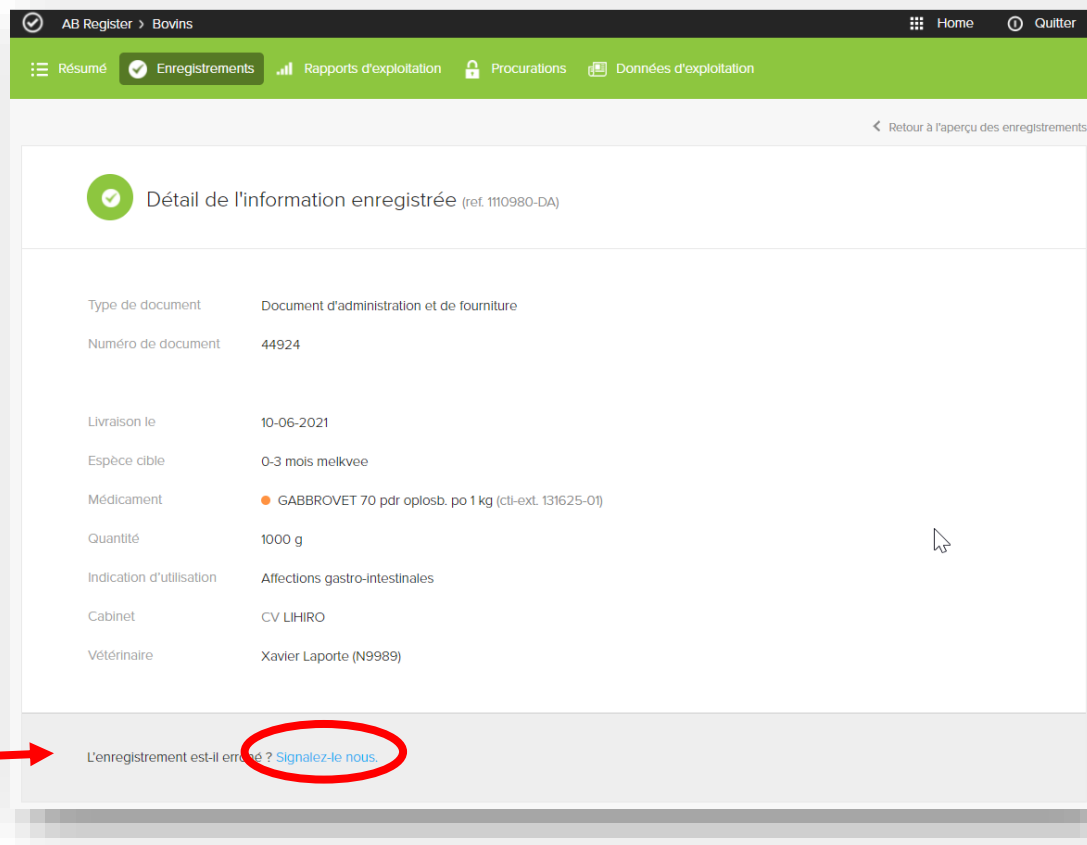 AB Register > Bovins
Home
Quitter
Résumé
Enregistrements
Rapports d'exploitation
Procurations
Données d'exploitation
Retour à l'aperçu des enregistrements
Détail de l'information enregistrée (ref. 1110980-DA)
Type de document Document d'administration et de fourniture
Numéro de document 44924
Livraison le 10-06-2021
Espèce cible 0-3 mois melkvee
Médicament GABBROVET 70 pdr oplosb. po 1 kg (cti-ext. 131625-01)
Quantité 1000 g
Indication d'utilisation Affections gastro-intestinales
Cabinet CV LIHIRO
Vétérinaire Xavier Laporte (N9989)
L'enregistrement est-il erroné ? Signalez-le nous.